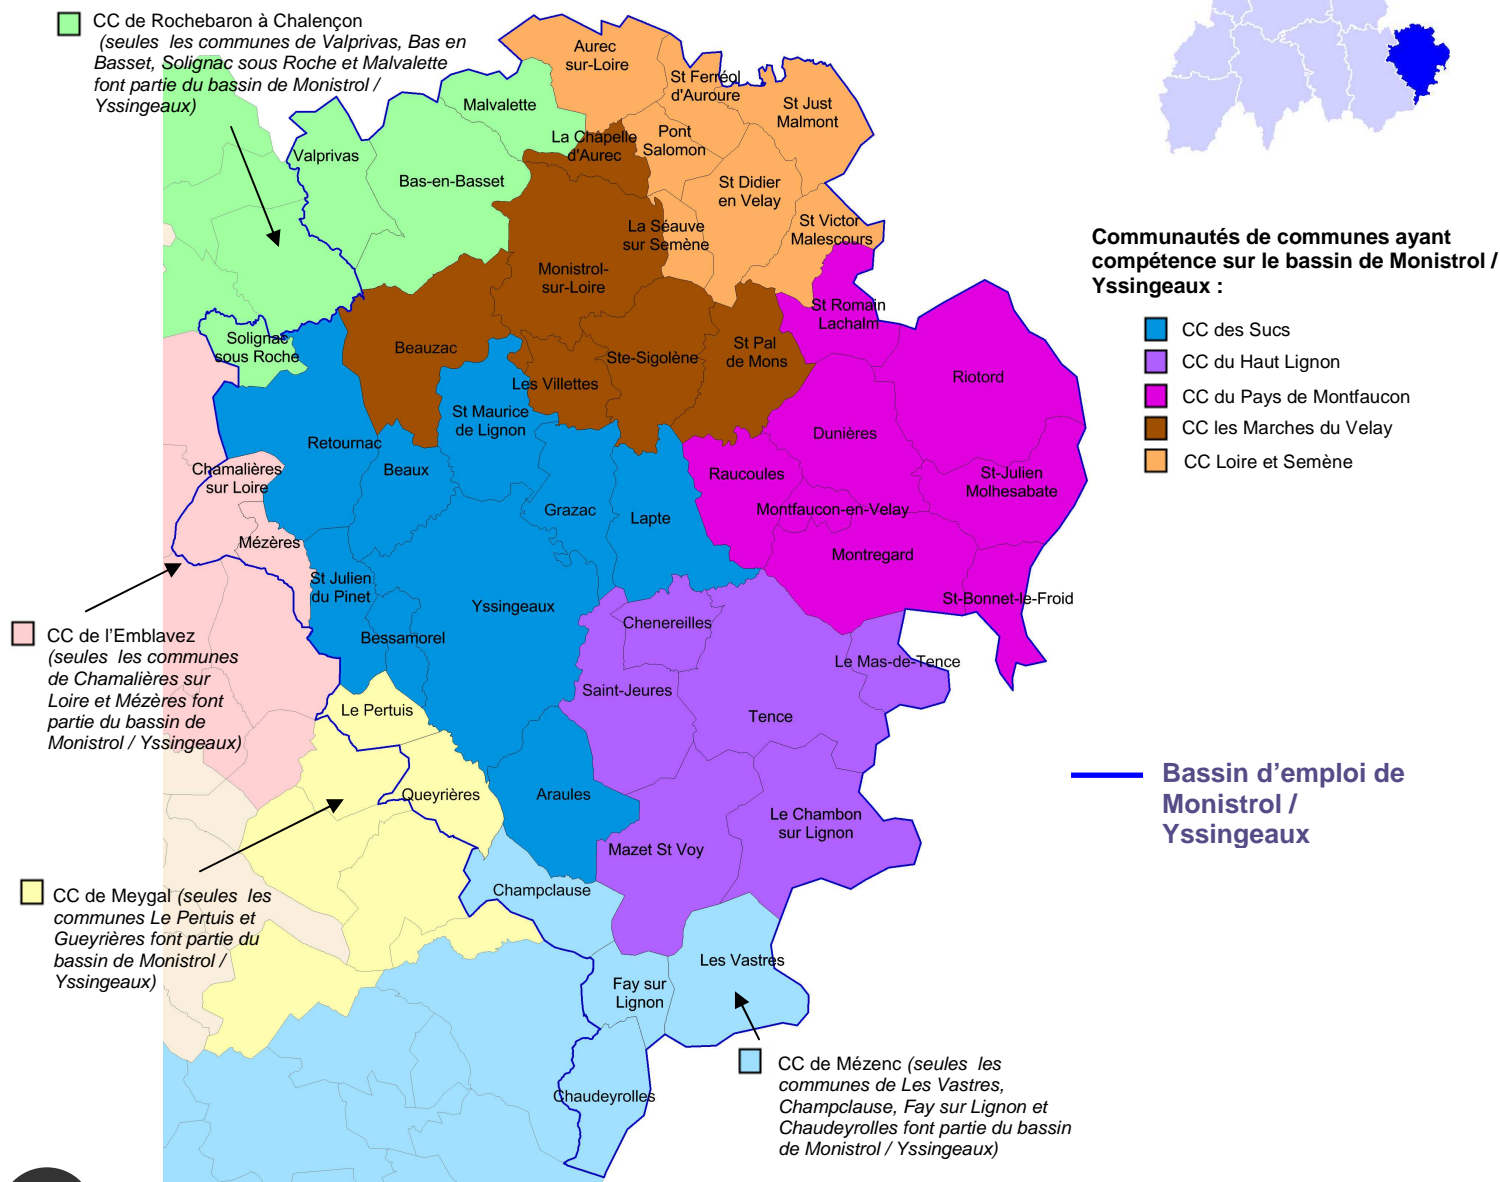 CC de Rochebaron à Chalençon
(seules les communes de Valprivas, Bas en
Basset, Solignac sous Roche et Malvalette
font partie du bassin de Monistrol /
Yssingeaux)
Aurec
sur-Loire
St Ferréol
d'Auroure
St Just
Malmont
Malvalette
La Chapelle
d'Aurec
Pont
Salomon
Valprivas
Bas-en-Basset
St Didier
en Velay
La Séauve
sur Semène
St Victor
Malescours
Monistrol-
sur-Loire
St Romain
Lachalm
Solignac
sous Roche
Beauzac
Les Villettes
Ste-Sigolène
St Pal
de Mons
Riotord
St Maurice
de Lignon
Retournac
Beaux
Dunières
Raucoules
St-Julien
Molhesabate
Chamalières
sur Loire
Mézères
Grazac
Lapte
Montfaucon-en-Velay
Montregard
St Julien
du Pinet
Yssingeaux
Bessamorel
Chenereilles
St-Bonnet-le-Froid
Le Mas-de-Tence
Saint-Jeures
Tence
Le Pertuis
Queyrières
Araules
Le Chambon
sur Lignon
Mazet St Voy
Champclause
Les Vastres
Fay sur
Lignon
Chaudeyrolles
Communautés de communes ayant
compétence sur le bassin de Monistrol /
Yssingeaux :
CC des Sucs
CC du Haut Lignon
CC du Pays de Montfaucon
CC les Marches du Velay
CC Loire et Semène
CC de l'Emblavez
(seules les communes
de Chamalières sur
Loire et Mézères font
partie du bassin de
Monistrol / Yssingeaux)
Bassin d'emploi de
Monistrol /
Yssingeaux
CC de Meygal (seules les
communes Le Pertuis et
Gueyrières font partie du
bassin de Monistrol /
Yssingeaux)
CC de Mézenc (seules les
communes de Les Vastres,
Champclause, Fay sur Lignon et
Chaudeyrolles font partie du bassin
de Monistrol / Yssingeaux)